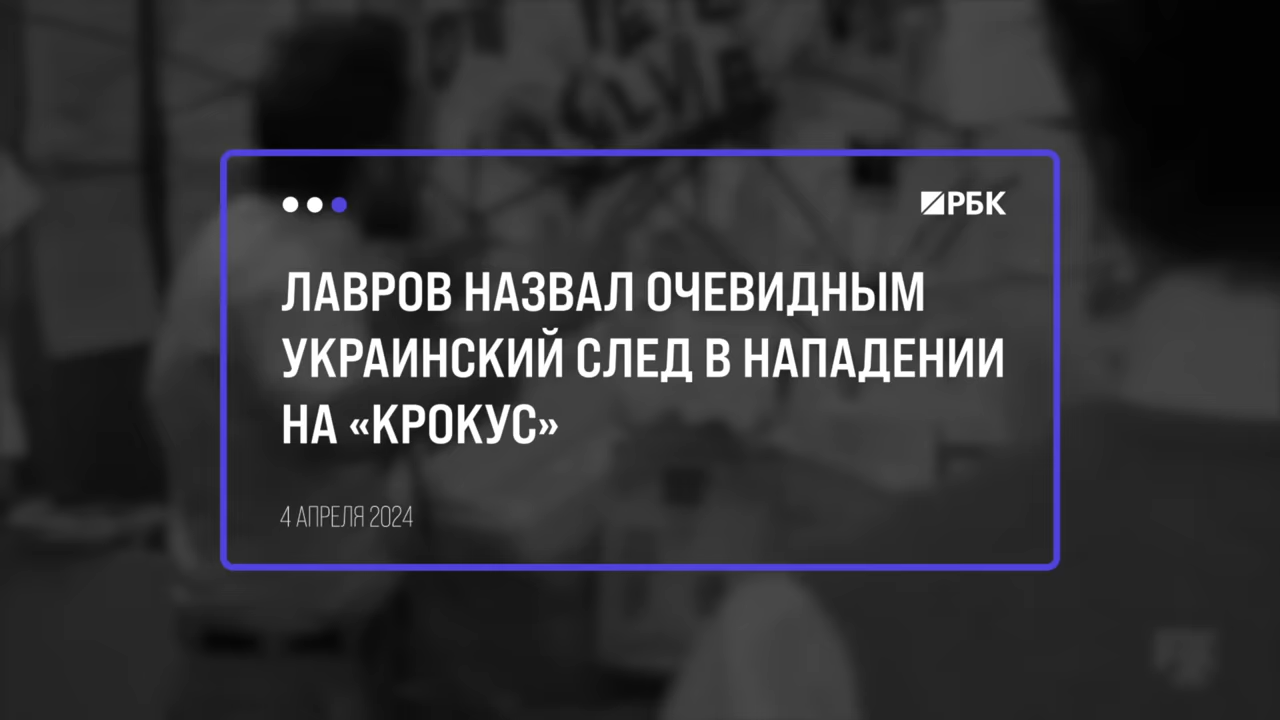 РБК
ЛАВРОВ НАЗВАЛ ОЧЕВИДНЫМ
УКРАИНСКИЙ СЛЕД В НАПАДЕНИИ
НА «КРОКУС»
4 АПРЕЛЯ 2024